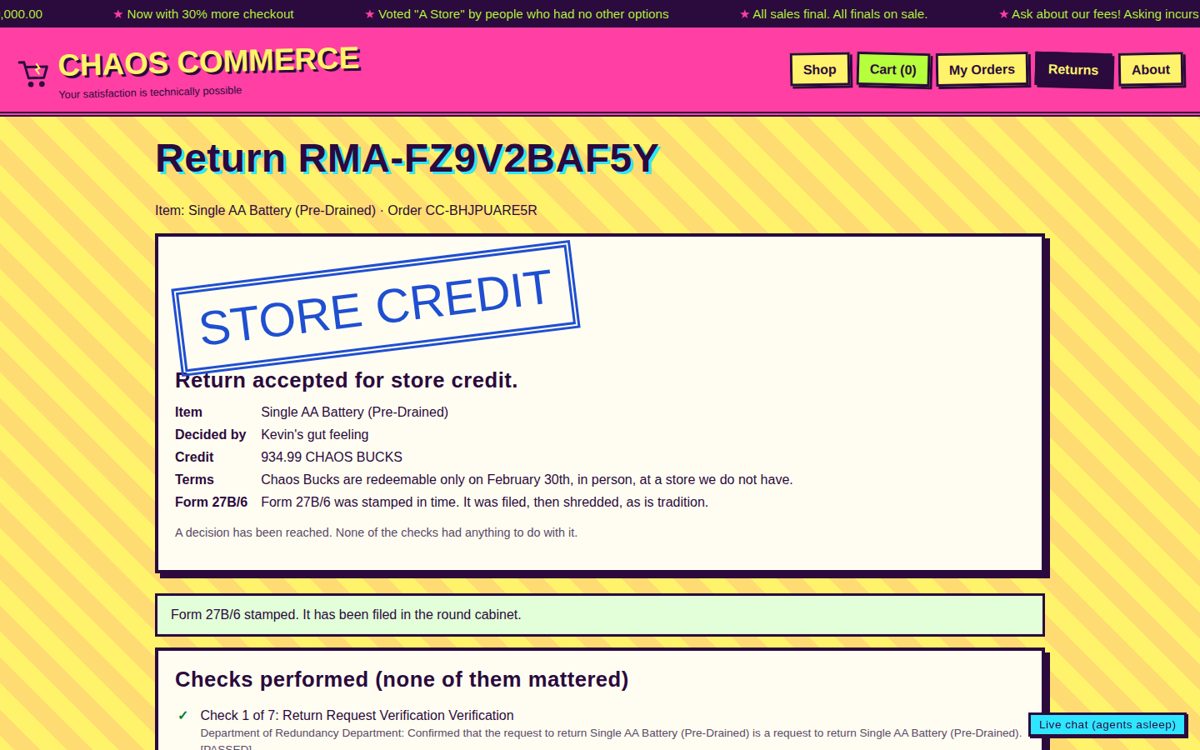 ,000.00 ★ Now with 30% more checkout ★ Voted "A Store" by people who had no other options ★ All sales final. All finals on sale. ★ Ask about our fees! Asking incurs
CHAOS COMMERCE
Your satisfaction is technically possible
Shop Cart (0) My Orders Returns About
Return RMA-FZ9V2BAF5Y
Item: Single AA Battery (Pre-Drained) · Order CC-BHJPUARE5R
STORE CREDIT
Return accepted for store credit.
Item Single AA Battery (Pre-Drained)
Decided by Kevin's gut feeling
Credit 934.99 CHAOS BUCKS
Terms Chaos Bucks are redeemable only on February 30th, in person, at a store we do not have.
Form 27B/6 Form 27B/6 was stamped in time. It was filed, then shredded, as is tradition.
A decision has been reached. None of the checks had anything to do with it.
Form 27B/6 stamped. It has been filed in the round cabinet.
Checks performed (none of them mattered)
✓ Check 1 of 7: Return Request Verification Verification
Department of Redundancy Department: Confirmed that the request to return Single AA Battery (Pre-Drained) is a request to return Single AA Battery (Pre-Drained).
[PASSED]
Live chat (agents asleep)